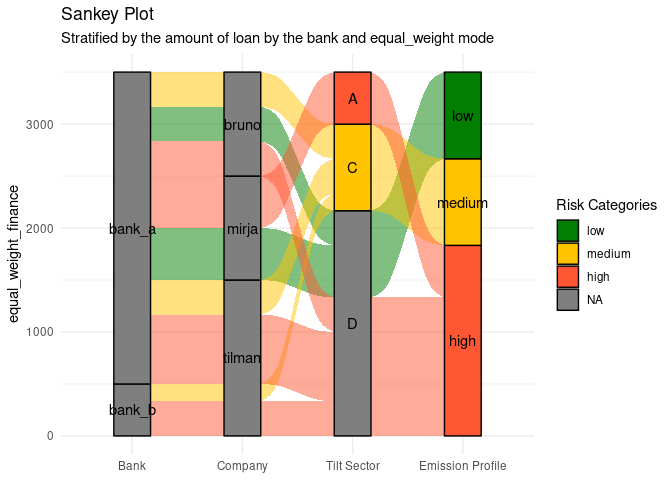 Sankey Plot
Stratified by the amount of loan by the bank and equal_weight mode
equal_weight_finance
3000
2000
1000
0
bank_a
bank_b
bruno
mirja
tilman
A
C
D
low
medium
high
Bank
Company
Tilt Sector
Emission Profile
Risk Categories
low
medium
high
NA